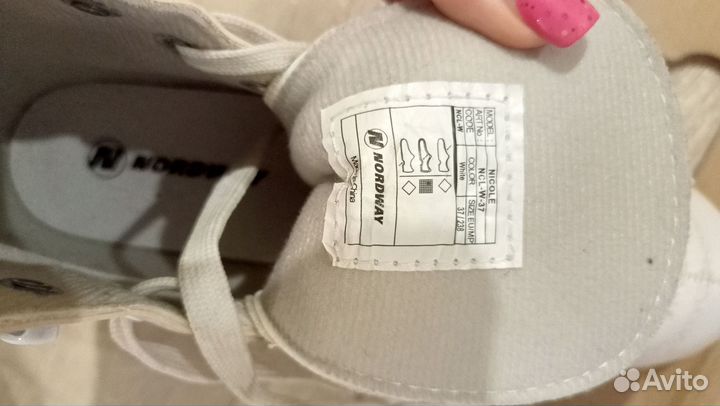 MODEL: NICOLE
ART No: NCL-W-37
CODE COLOR SIZE EU/MP
NCL-W White 37/238
NORDWAY
Made in China
NORDWAY
Avito